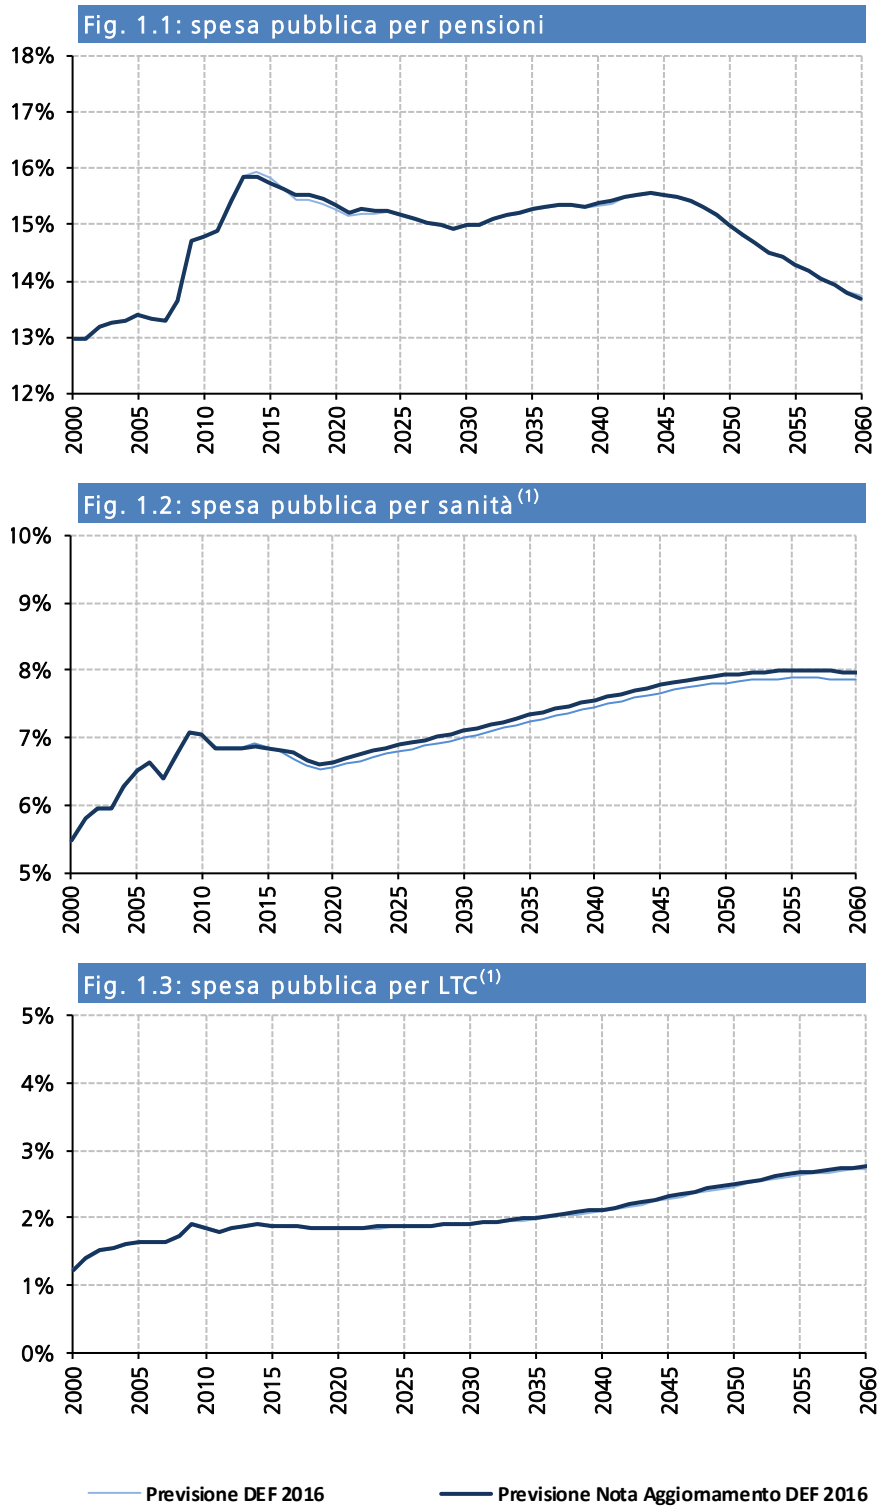 Fig. 1.1: spesa pubblica per pensioni
18%
17%
16%
15%
14%
13%
12%
2000 2005 2010 2015 2020 2025 2030 2035 2040 2045 2050 2055 2060
Fig. 1.2: spesa pubblica per sanità (1)
10%
9%
8%
7%
6%
5%
2000 2005 2010 2015 2020 2025 2030 2035 2040 2045 2050 2055 2060
Fig. 1.3: spesa pubblica per LTC(1)
5%
4%
3%
2%
1%
0%
2000 2005 2010 2015 2020 2025 2030 2035 2040 2045 2050 2055 2060
Previsione DEF 2016 Previsione Nota Aggiornamento DEF 2016